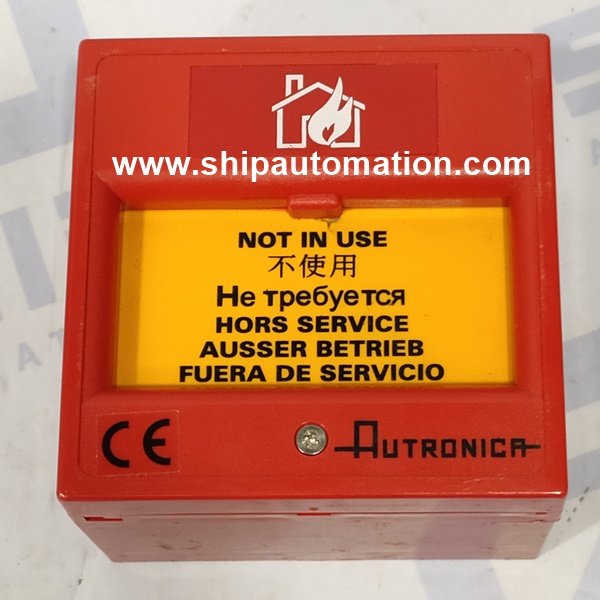 www.shipautomation.com
NOT IN USE
不使用
Не требуется
HORS SERVICE
AUSSER BETRIEB
FUERA DE SERVICIO
CE
AUTRONICA